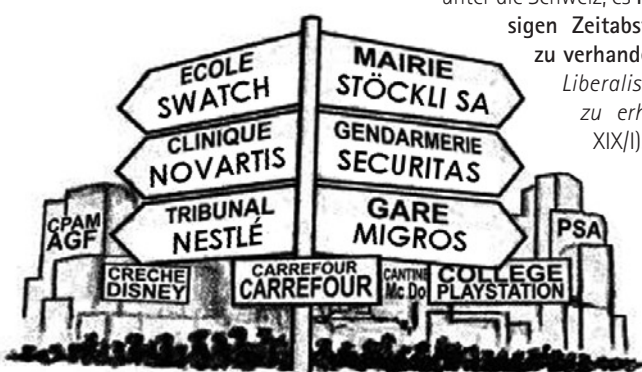 unter die Schweiz, es
sigen Zeitabs
zu verhande
Liberalis
zu erh
XIX/I)
ECOLE
SWATCH
MAIRIE
STÖCKLI SA
CLINIQUE
NOVARTIS
GENDARMERIE
SECURITAS
TRIBUNAL
NESTLÉ
GARE
MIGROS
CPAM
AGF
PSA
CRECHE
DISNEY
CARREFOUR
CARREFOUR
CANTINE
Mc Do
COLLEGE
PLAYSTATION